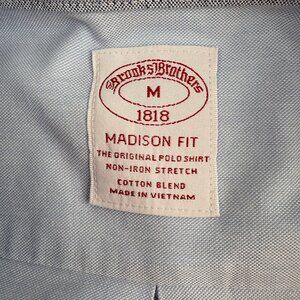 Brooks Brothers
M
1818
MADISON FIT
THE ORIGINAL POLO SHIRT
NON-IRON STRETCH
COTTON BLEND
MADE IN VIETNAM